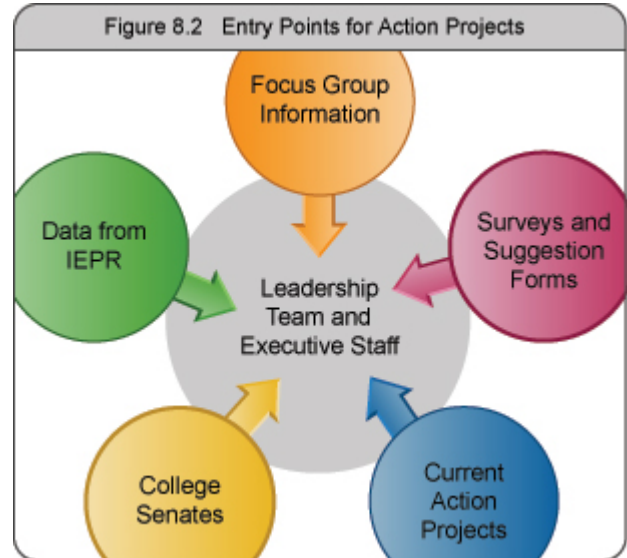 Figure 8.2 Entry Points for Action Projects
Focus Group
Information
Data from
IEPR
Surveys and
Suggestion
Forms
Leadership
Team and
Executive Staff
College
Senates
Current
Action
Projects